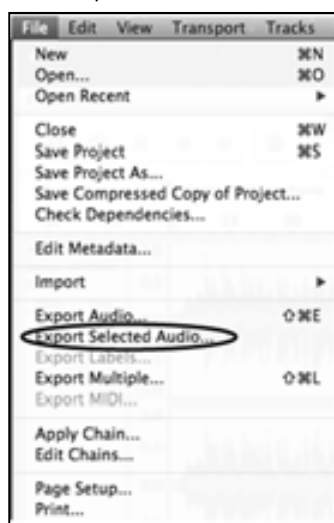 File Edit View Transport Tracks
New ⌘N
Open... ⌘O
Open Recent ▶
Close ⌘W
Save Project ⌘S
Save Project As...
Save Compressed Copy of Project...
Check Dependencies...
Edit Metadata...
Import ▶
Export Audio... ⇧⌘E
Export Selected Audio...
Export Labels...
Export Multiple... ⇧⌘L
Export MIDI...
Apply Chain...
Edit Chains...
Page Setup...
Print...